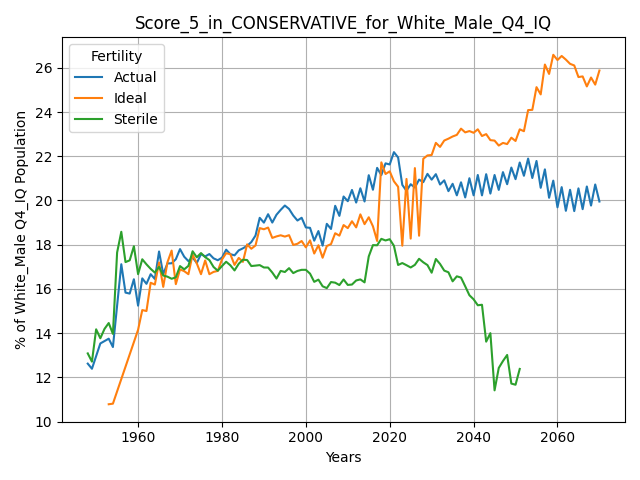 Score_5_in_CONSERVATIVE_for_White_Male_Q4_IQ
Fertility
Actual
Ideal
Sterile
% of White_Male Q4_IQ Population
26
24
22
20
18
16
14
12
10
1960
1980
2000
2020
2040
2060
Years